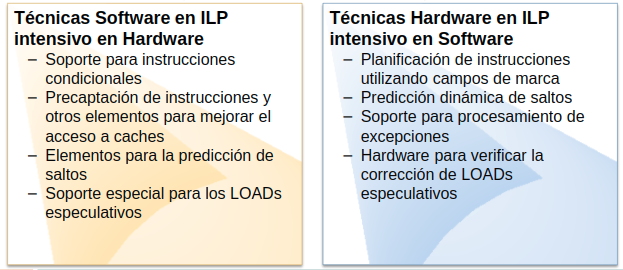 Técnicas Software en ILP
intensivo en Hardware
– Soporte para instrucciones
condicionales
– Precaptación de instrucciones y
otros elementos para mejorar el
acceso a caches
– Elementos para la predicción de
saltos
– Soporte especial para los LOADs
especulativos
Técnicas Hardware en ILP
intensivo en Software
– Planificación de instrucciones
utilizando campos de marca
– Predicción dinámica de saltos
– Soporte para procesamiento de
excepciones
– Hardware para verificar la
corrección de LOADs
especulativos